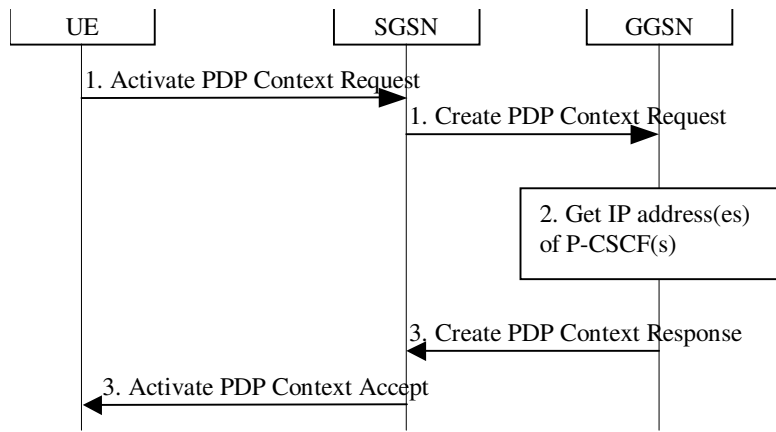 UE
SGSN
GGSN
1. Activate PDP Context Request
1. Create PDP Context Request
2. Get IP address(es)
of P-CSCF(s)
3. Create PDP Context Response
3. Activate PDP Context Accept